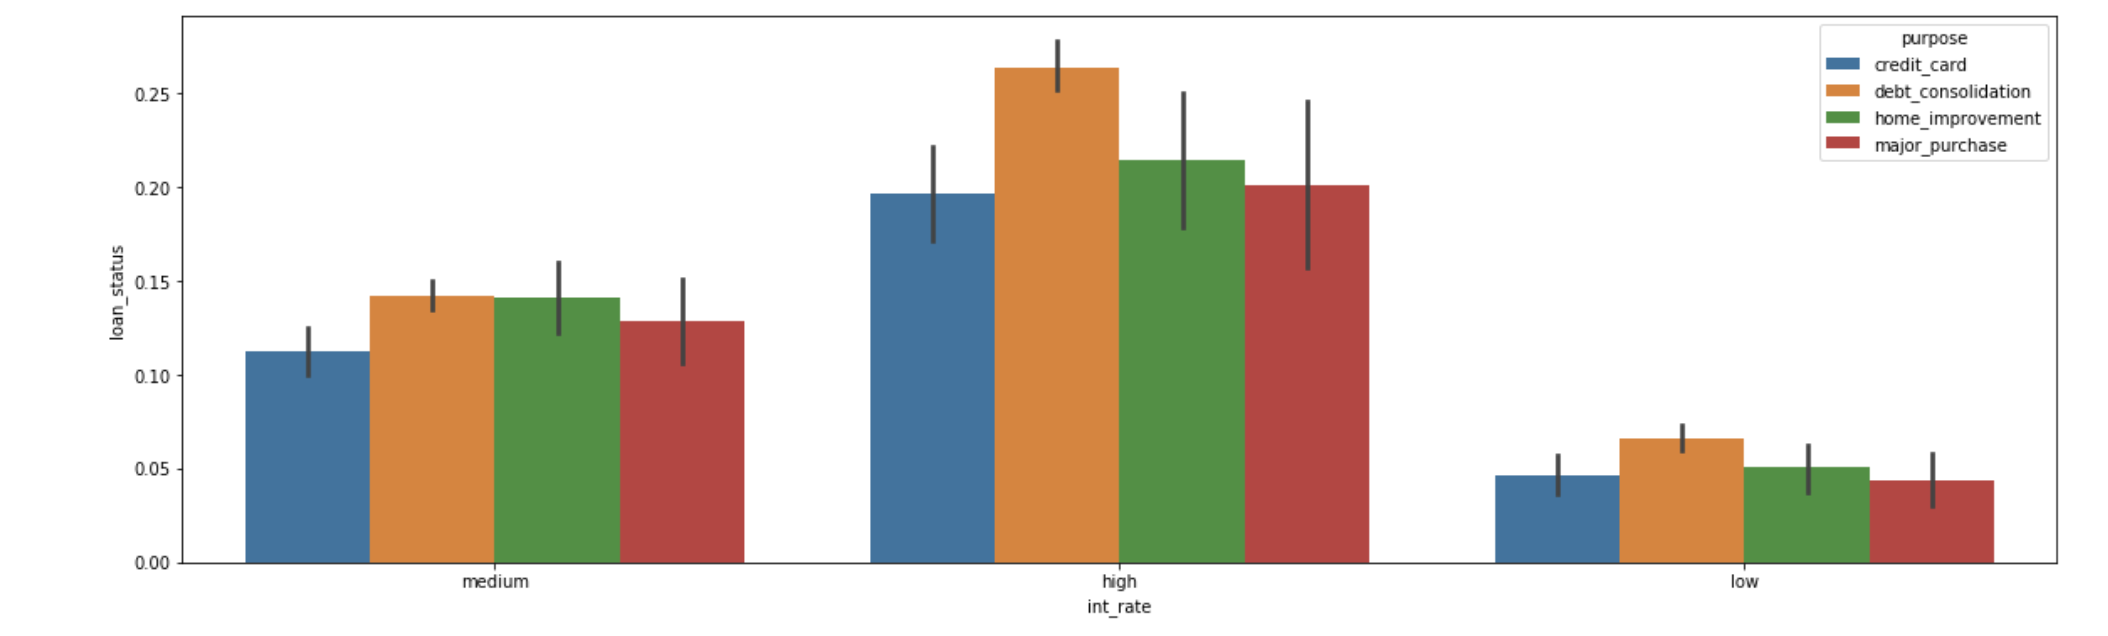 purpose
credit_card
debt_consolidation
home_improvement
major_purchase
loan_status
0.25
0.20
0.15
0.10
0.05
0.00
medium high low
int_rate